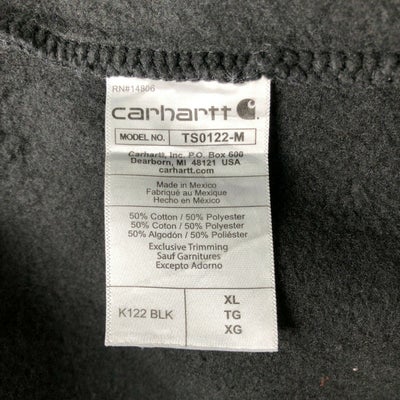 RN#14806
carhartt
MODEL NO. TS0122-M
Carhartt, Inc. P.O. Box 600
Dearborn, MI 48121 USA
carhartt.com
Made in Mexico
Fabriqué au Mexique
Hecho en México
50% Cotton / 50% Polyester
50% Coton / 50% Polyester
50% Algodón / 50% Poliéster
Exclusive Trimming
Sauf Garnitures
Excepto Adorno
K122 BLK
XL
TG
XG